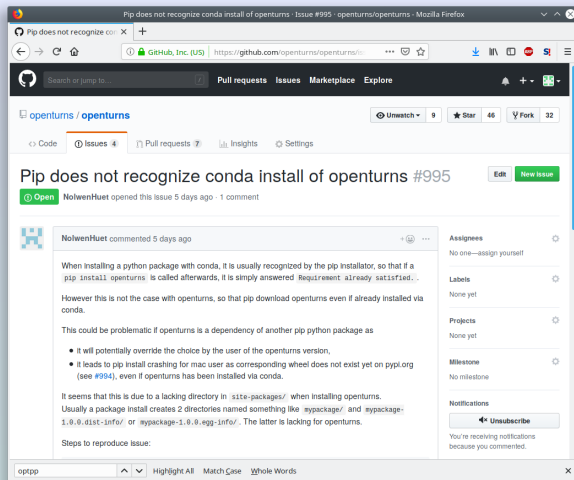 Pip does not recognize conda install of openturns · Issue #995 · openturns/openturns - Mozilla Firefox
Pip does not recognize con
GitHub, Inc. (US) https://github.com/openturns/openturns/
Search or jump to... / Pull requests Issues Marketplace Explore
openturns / openturns Unwatch 9 Star 46 Fork 32
Code Issues 4 Pull requests 7 Insights Settings
Pip does not recognize conda install of openturns #995 Edit New issue
Open NolwenHuet opened this issue 5 days ago · 1 comment
NolwenHuet commented 5 days ago
When installing a python package with conda, it is usually recognized by the pip installator, so that if a
pip install openturns is called afterwards, it is simply answered Requirement already satisfied. .
However this is not the case with openturns, so that pip download openturns even if already installed via
conda.
This could be problematic if openturns is a dependency of another pip python package as
it will potentially override the choice by the user of the openturns version,
it leads to pip install crashing for mac user as corresponding wheel does not exist yet on pypi.org
(see #994), even if openturns has been installed via conda.
It seems that this is due to a lacking directory in site-packages/ when installing openturns.
Usually a package install creates 2 directories named something like mypackage/ and mypackage-
1.0.0.dist-info/ or mypackage-1.0.0.egg-info/ . The latter is lacking for openturns.
Steps to reproduce issue:
Assignees
No one—assign yourself
Labels
None yet
Projects
None yet
Milestone
No milestone
Notifications
Unsubscribe
You're receiving notifications
because you commented.
optpp Highlight All Match Case Whole Words